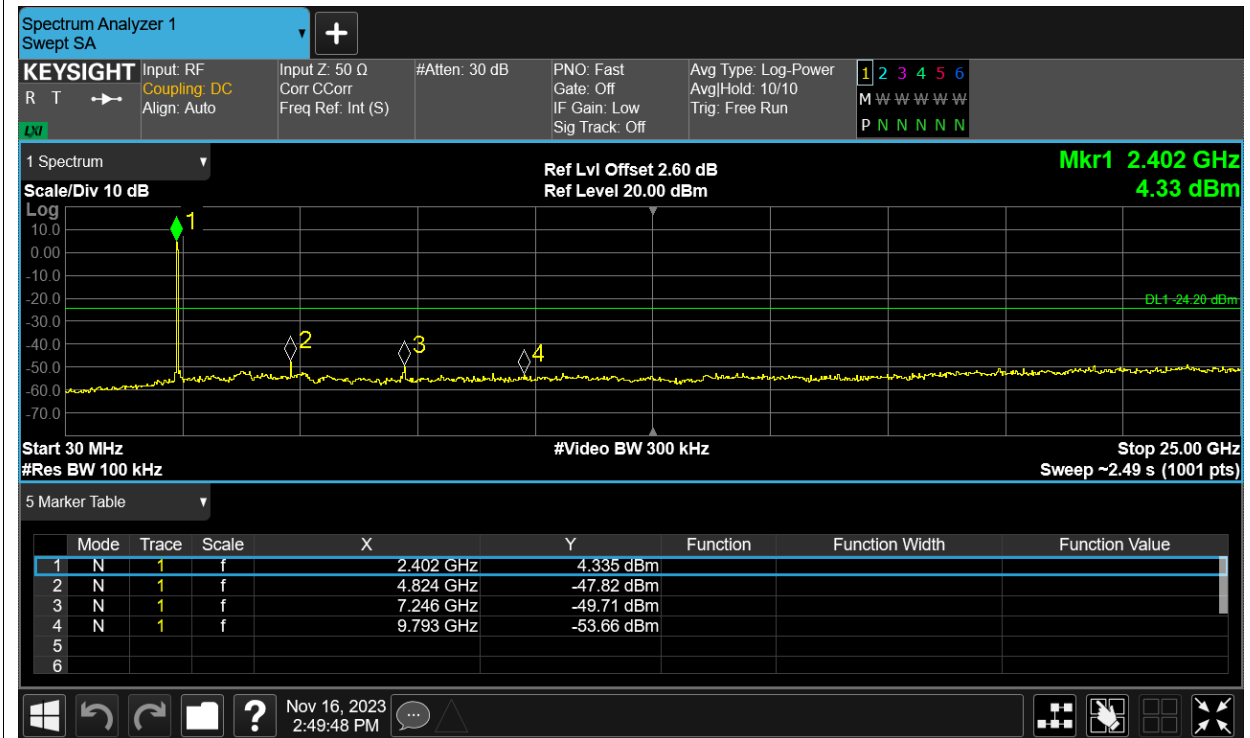 Spectrum Analyzer 1
Swept SA
KEYSIGHT
R T
LXI
Input: RF
Coupling: DC
Align: Auto
Input Z: 50 Ω
Corr CCorr
Freq Ref: Int (S)
#Atten: 30 dB
PNO: Fast
Gate: Off
IF Gain: Low
Sig Track: Off
Avg Type: Log-Power
Avg|Hold: 10/10
Trig: Free Run
1 2 3 4 5 6
M W W W W W
P N N N N N
1 Spectrum
Scale/Div 10 dB
Ref Lvl Offset 2.60 dB
Ref Level 20.00 dBm
Mkr1 2.402 GHz
4.33 dBm
Log
10.0
0.00
-10.0
-20.0
-30.0
-40.0
-50.0
-60.0
-70.0
1
2
3
4
DL1 -24.20 dBm
Start 30 MHz
#Res BW 100 kHz
#Video BW 300 kHz
Stop 25.00 GHz
Sweep ~2.49 s (1001 pts)
5 Marker Table
Mode Trace Scale X Y Function Function Width Function Value
1 N 1 f 2.402 GHz 4.335 dBm
2 N 1 f 4.824 GHz -47.82 dBm
3 N 1 f 7.246 GHz -49.71 dBm
4 N 1 f 9.793 GHz -53.66 dBm
5
6
?
Nov 16, 2023
2:49:48 PM